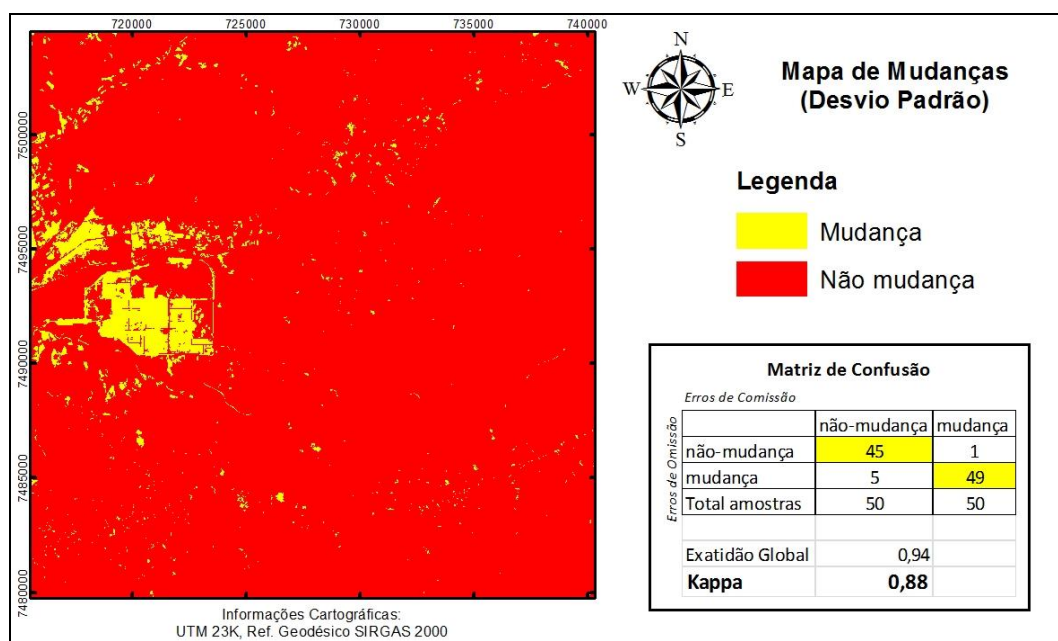 720000 725000 730000 735000 740000
7500000
7495000
7490000
7485000
7480000
Informações Cartográficas:
UTM 23K, Ref. Geodésico SIRGAS 2000
N
W E
S
Mapa de Mudanças
(Desvio Padrão)
Legenda
Mudança
Não mudança
Matriz de Confusão
Erros de Comissão
Erros de Omissão
não-mudança mudança
não-mudança 45 1
mudança 5 49
Total amostras 50 50
Exatidão Global 0,94
Kappa 0,88